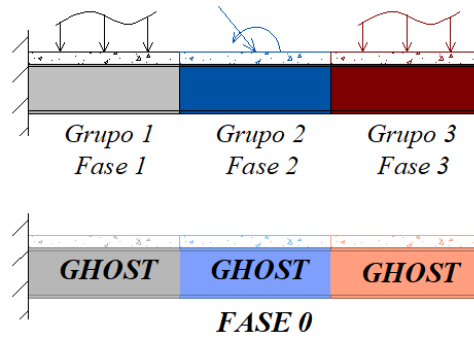 Grupo 1 Grupo 2 Grupo 3
Fase 1 Fase 2 Fase 3
GHOST GHOST GHOST
FASE 0